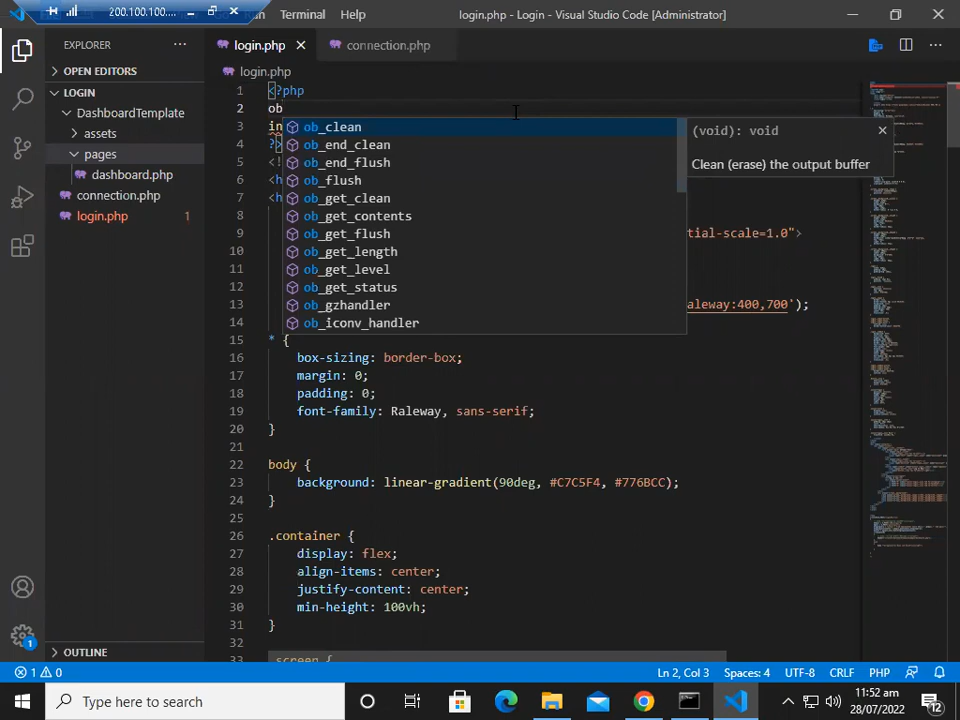 200.100.100.
Run Terminal Help
login.php - Login - Visual Studio Code [Administrator]
EXPLORER
login.php
connection.php
OPEN EDITORS
login.php
LOGIN
DashboardTemplate
assets
pages
dashboard.php
connection.php
login.php 1
OUTLINE
1 <?php
2 ob
3 in
4 ?>
5 <!
6 <h
7 <h
8
9 tial-scale=1.0">
10
11
12
13 aleway:400,700');
14
15 * {
16 box-sizing: border-box;
17 margin: 0;
18 padding: 0;
19 font-family: Raleway, sans-serif;
20 }
21
22 body {
23 background: linear-gradient(90deg, #C7C5F4, #776BCC);
24 }
25
26 .container {
27 display: flex;
28 align-items: center;
29 justify-content: center;
30 min-height: 100vh;
31 }
32
33 screen {
ob_clean
ob_end_clean
ob_end_flush
ob_flush
ob_get_clean
ob_get_contents
ob_get_flush
ob_get_length
ob_get_level
ob_get_status
ob_gzhandler
ob_iconv_handler
(void): void
Clean (erase) the output buffer
1 0
Ln 2, Col 3 Spaces: 4 UTF-8 CRLF PHP
1
Type here to search
11:52 am
28/07/2022
12